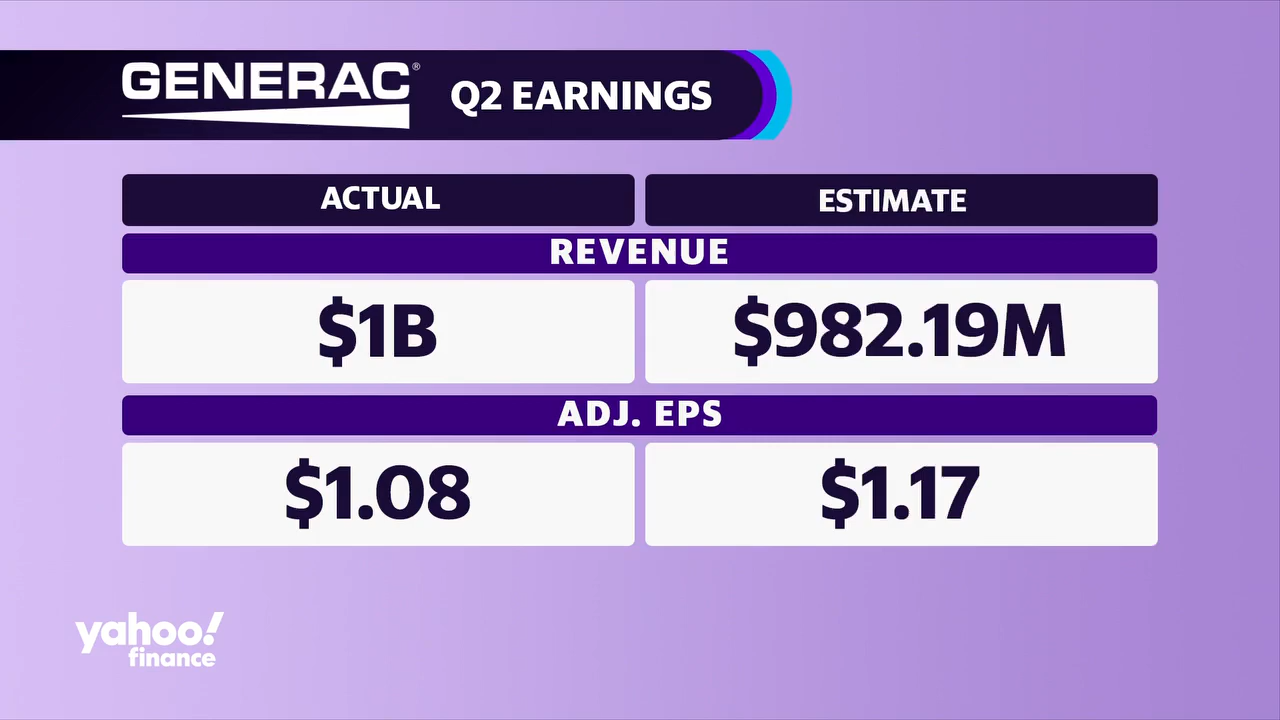 GENERAC® Q2 EARNINGS
ACTUAL ESTIMATE
REVENUE
$1B $982.19M
ADJ. EPS
$1.08 $1.17
yahoo!
finance